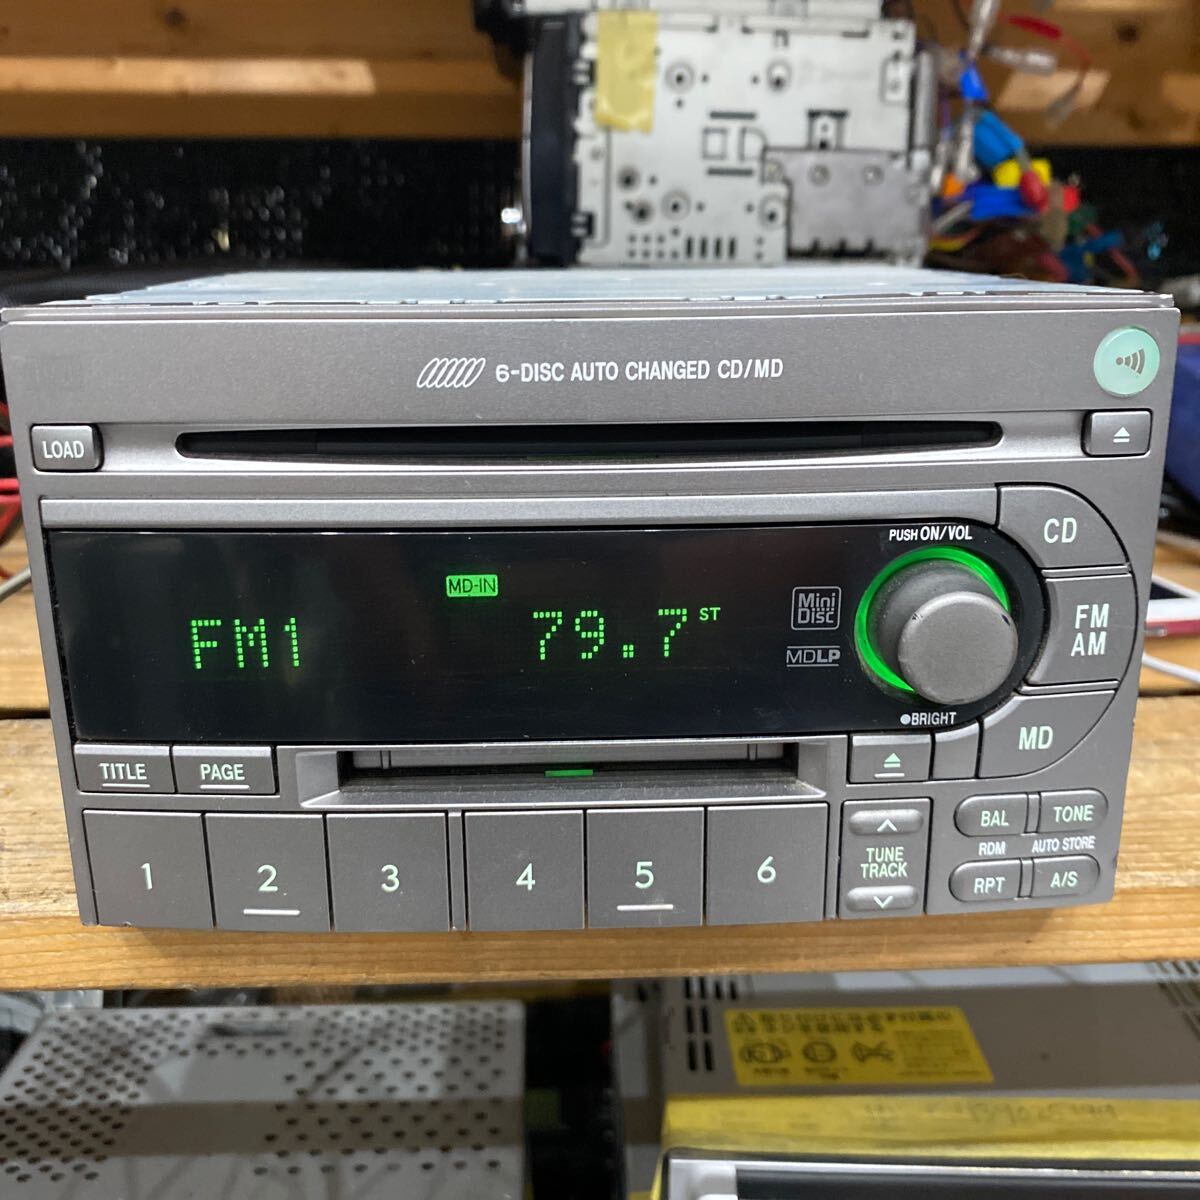 6-DISC AUTO CHANGED CD/MD
LOAD
PUSH ON/VOL
CD
MD-IN
FM1
79.7 ST
Mini Disc
MDLP
FM
AM
BRIGHT
MD
TITLE
PAGE
BAL
TONE
RDM
AUTO STORE
RPT
A/S
TUNE
TRACK
1
2
3
4
5
6